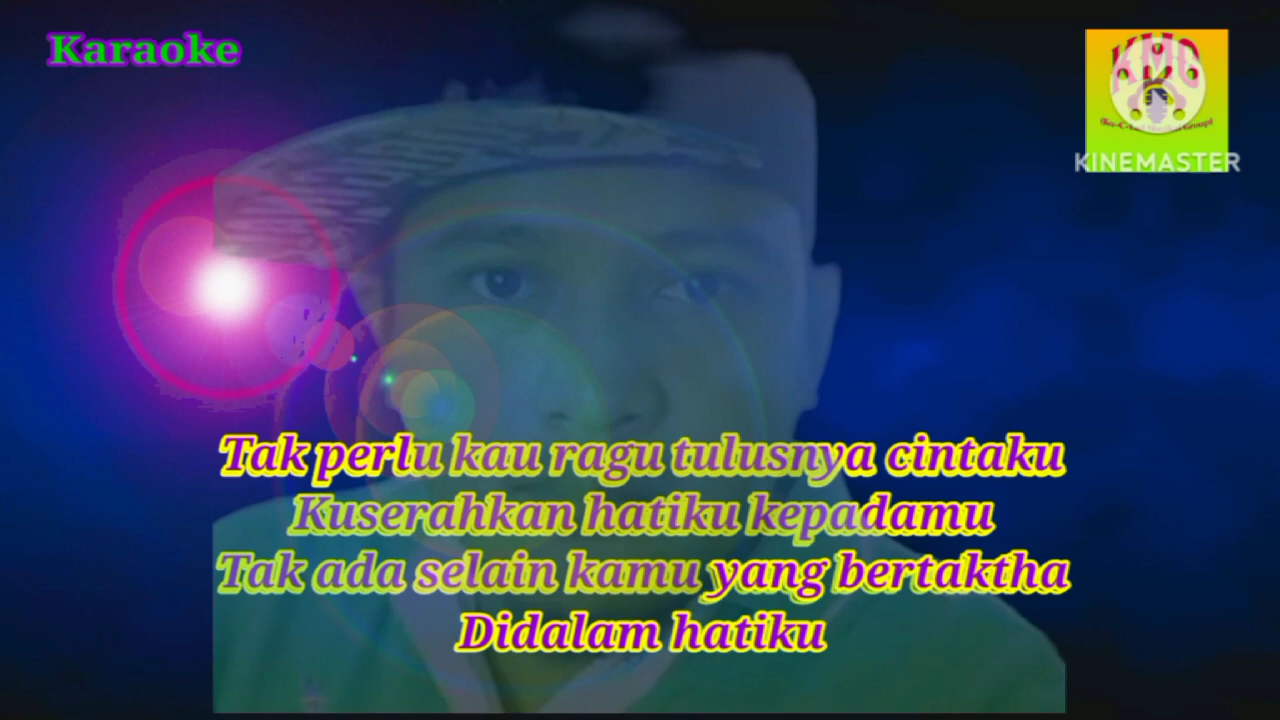 Karaoke
KMG
KINEMASTER
Tak perlu kau ragu tulusnya cintaku
Kuserahkan hatiku kepadamu
Tak ada selain kamu yang bertaktha
Didalam hatiku